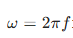 ω = 2πf